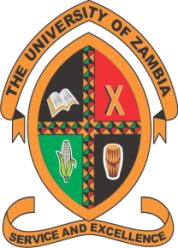 THE UNIVERSITY OF ZAMBIA
SERVICE AND EXCELLENCE